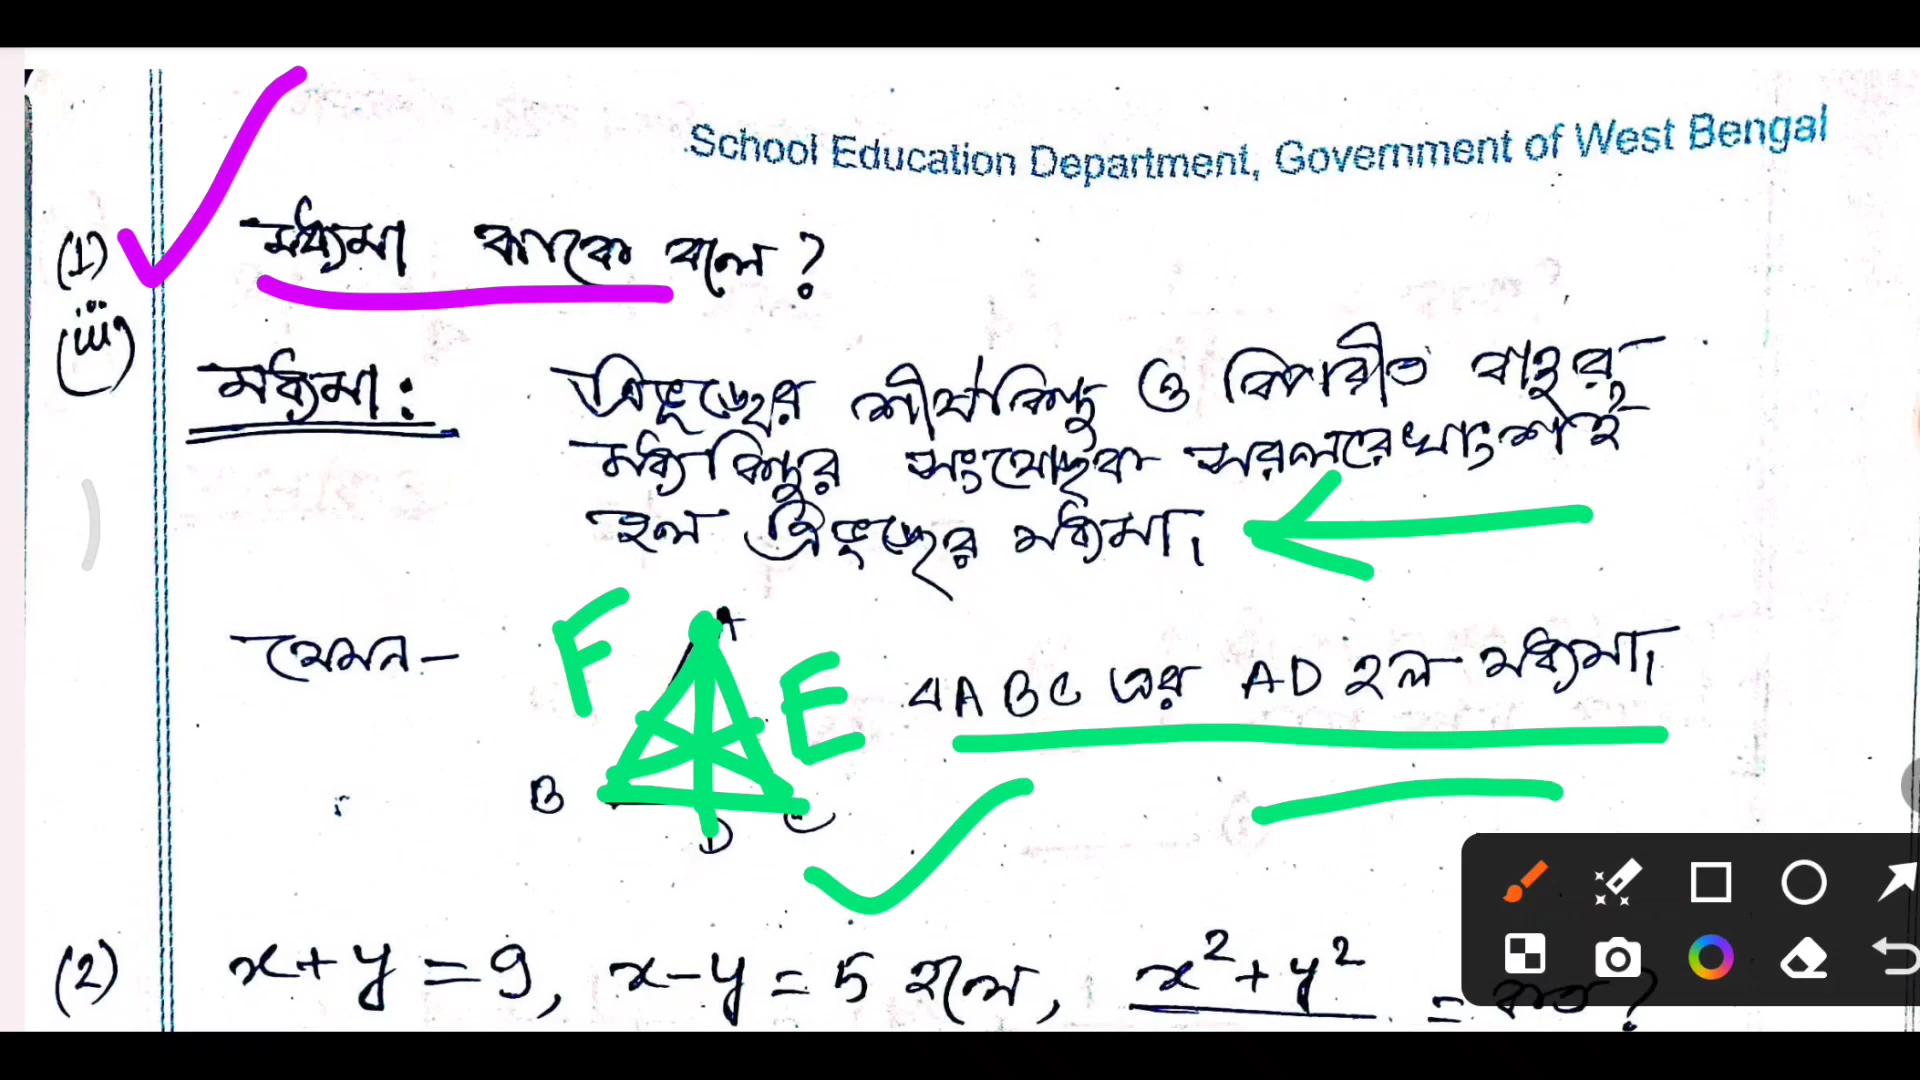 School Education Department, Government of West Bengal
(1) মধ্যমা কাকে বলে?
(iii)
মধ্যমা: ত্রিভুজের শীর্ষবিন্দু ও বিপরীত বাহুর
মধ্যবিন্দুর সংযোজক সরলরেখাংশই
হল ত্রিভুজের মধ্যমা।
F A
যেমন – E ΔABC এর AD হল মধ্যমা।
B D C
(2) x + y = 9, x - y = 5 হলে, x² + y² = কত?